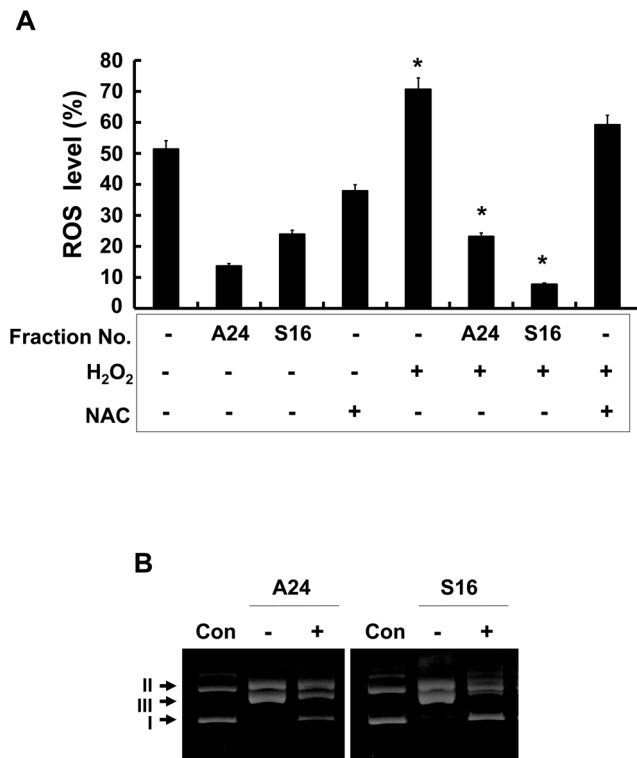 A
ROS level (%)
80
70
60
50
40
30
20
10
0
* * *
Fraction No. - A24 S16 - - A24 S16 -
H₂O₂ - - - - + + + +
NAC - - - + - - - +
B
A24 S16
Con - + Con - +
II
III
I